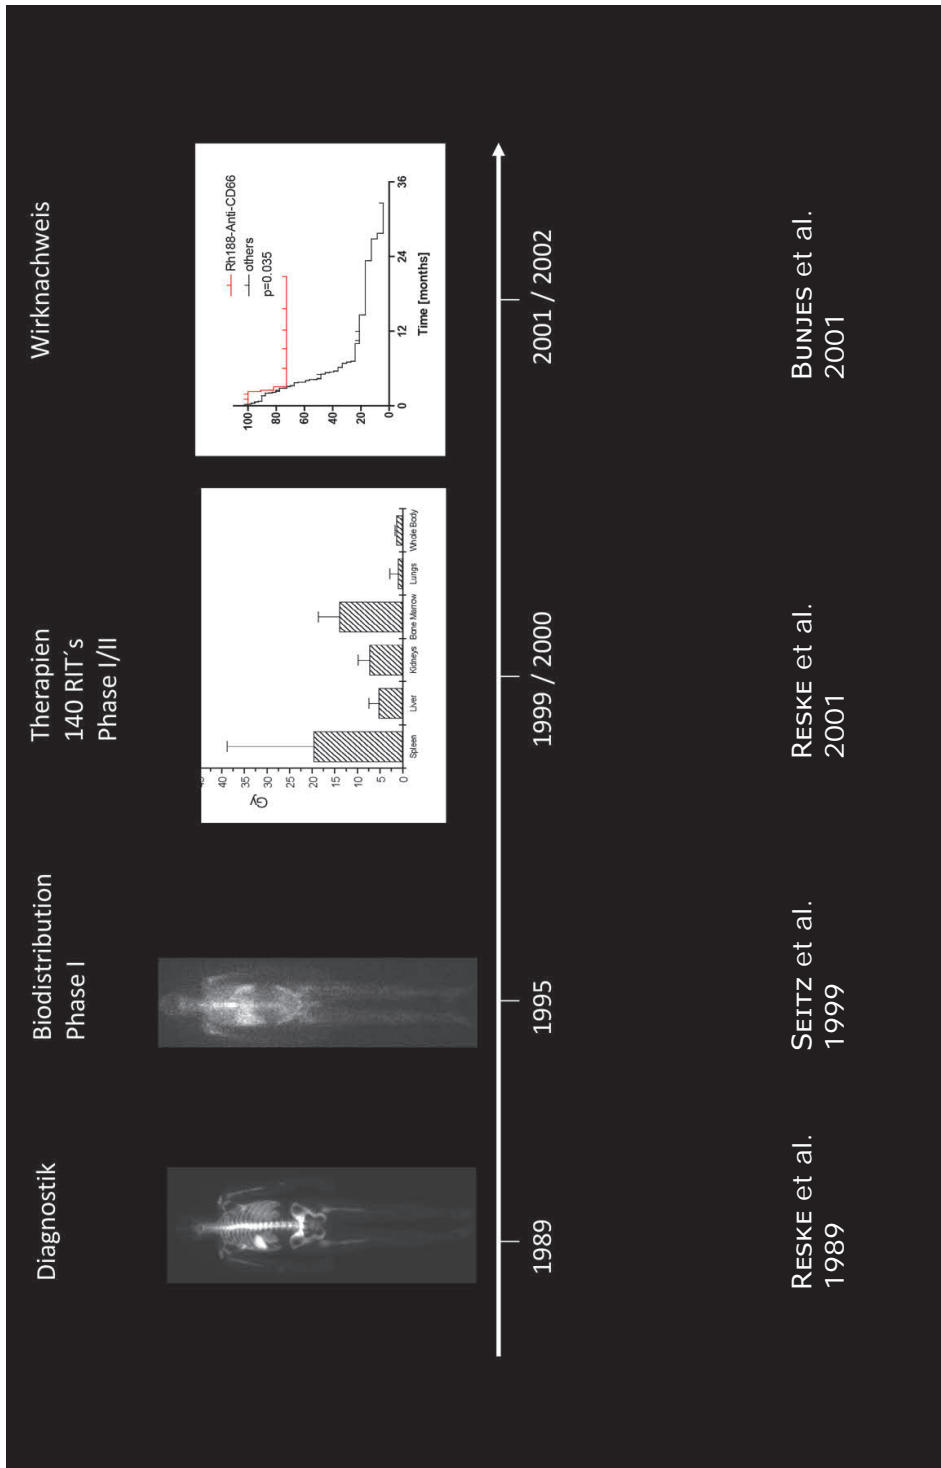 Diagnostik
Biodistribution
Phase I
Therapien
140 RIT´s
Phase I/II
Wirknachweis
Gy
40
35
30
25
20
15
10
5
0
Spleen
Liver
Kidneys
Bone Marrow
Lungs
Whole Body
Rh188-Anti-CD66
others
p=0.035
100
80
60
40
20
0
0
12
24
36
Time [months]
1989
1995
1999 / 2000
2001 / 2002
RESKE et al.
1989
SEITZ et al.
1999
RESKE et al.
2001
BUNJES et al.
2001